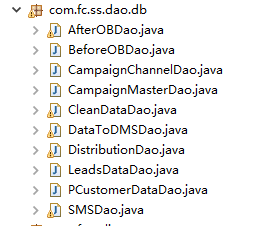 com.fc.ss.dao.db
AfterOBDao.java
BeforeOBDao.java
CampaignChannelDao.java
CampaignMasterDao.java
CleanDataDao.java
DataToDMSDao.java
DistributionDao.java
LeadsDataDao.java
PCustomerDataDao.java
SMSDao.java